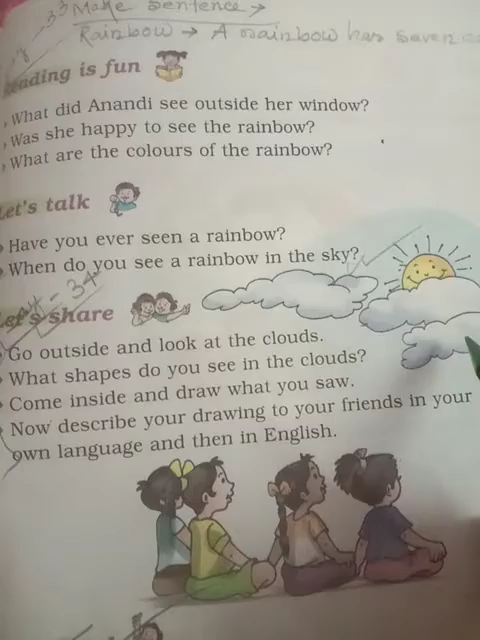 33 Make Sentence →
Rainbow → A rainbow has seven
Reading is fun
What did Anandi see outside her window?
Was she happy to see the rainbow?
What are the colours of the rainbow?
Let's talk
Have you ever seen a rainbow?
When do you see a rainbow in the sky?
34
Let's share
Go outside and look at the clouds.
What shapes do you see in the clouds?
Come inside and draw what you saw.
Now describe your drawing to your friends in your
own language and then in English.